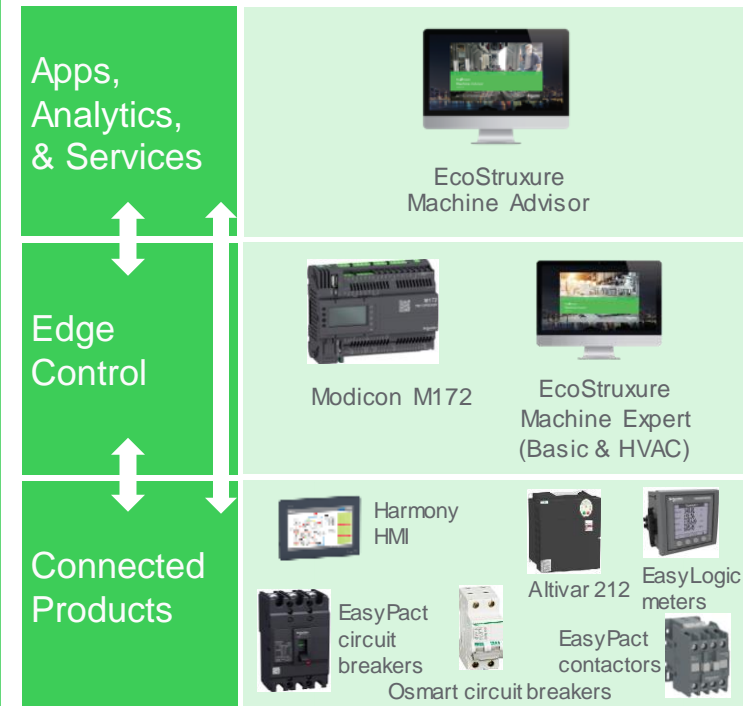 Apps,
Analytics,
& Services
EcoStruxure
Machine Advisor
Edge
Control
Modicon M172
EcoStruxure
Machine Expert
(Basic & HVAC)
Connected
Products
Harmony
HMI
Altivar 212
EasyLogic
meters
EasyPact
circuit
breakers
EasyPact
contactors
Osmart circuit breakers